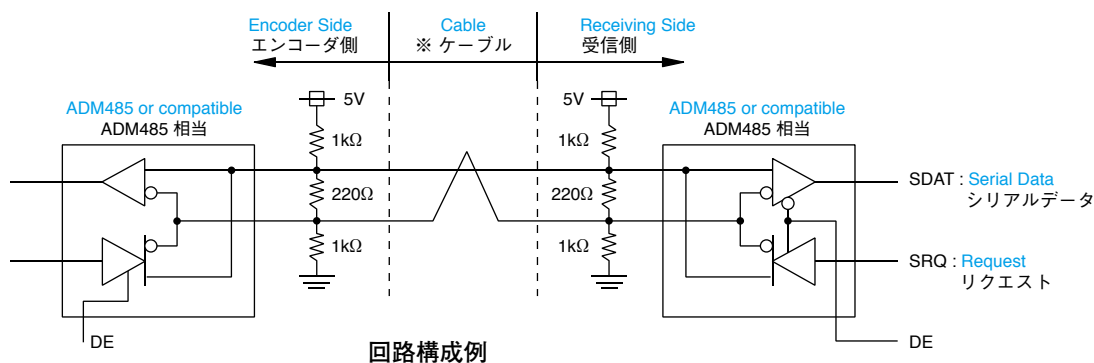 Encoder Side
エンコーダ側
Cable
※ ケーブル
Receiving Side
受信側
ADM485 or compatible
ADM485 相当
5V
1kΩ
220Ω
1kΩ
DE
5V
1kΩ
220Ω
1kΩ
ADM485 or compatible
ADM485 相当
SDAT : Serial Data
シリアルデータ
SRQ : Request
リクエスト
DE
回路構成例